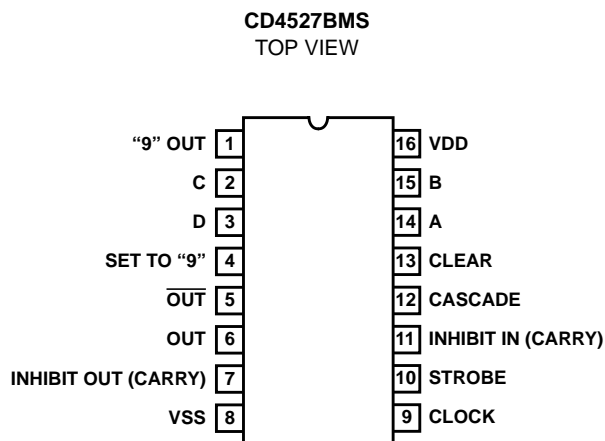 CD4527BMS
TOP VIEW
“9” OUT 1 16 VDD
C 2 15 B
D 3 14 A
SET TO “9” 4 13 CLEAR
OUT 5 12 CASCADE
OUT 6 11 INHIBIT IN (CARRY)
INHIBIT OUT (CARRY) 7 10 STROBE
VSS 8 9 CLOCK